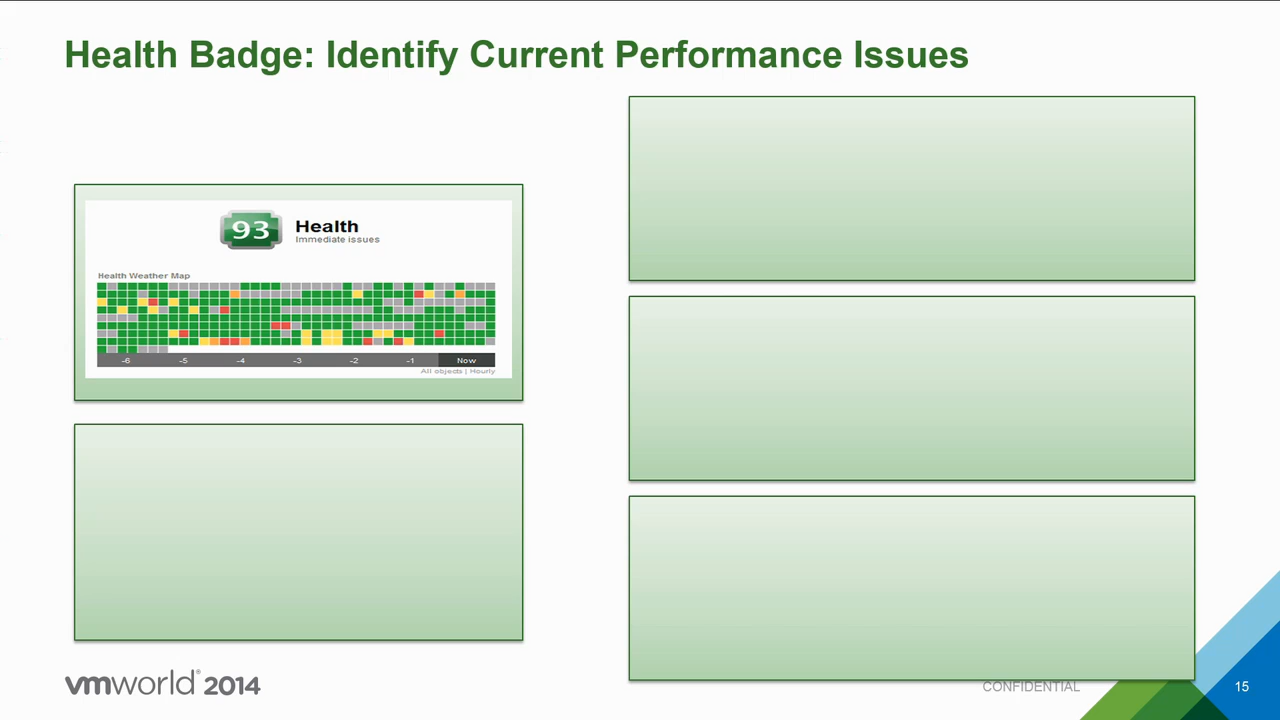 Health Badge: Identify Current Performance Issues
93
Health
Immediate issues
Health Weather Map
-6 -5 -4 -3 -2 -1 Now
All objects | Hourly
vmworld® 2014
CONFIDENTIAL
15